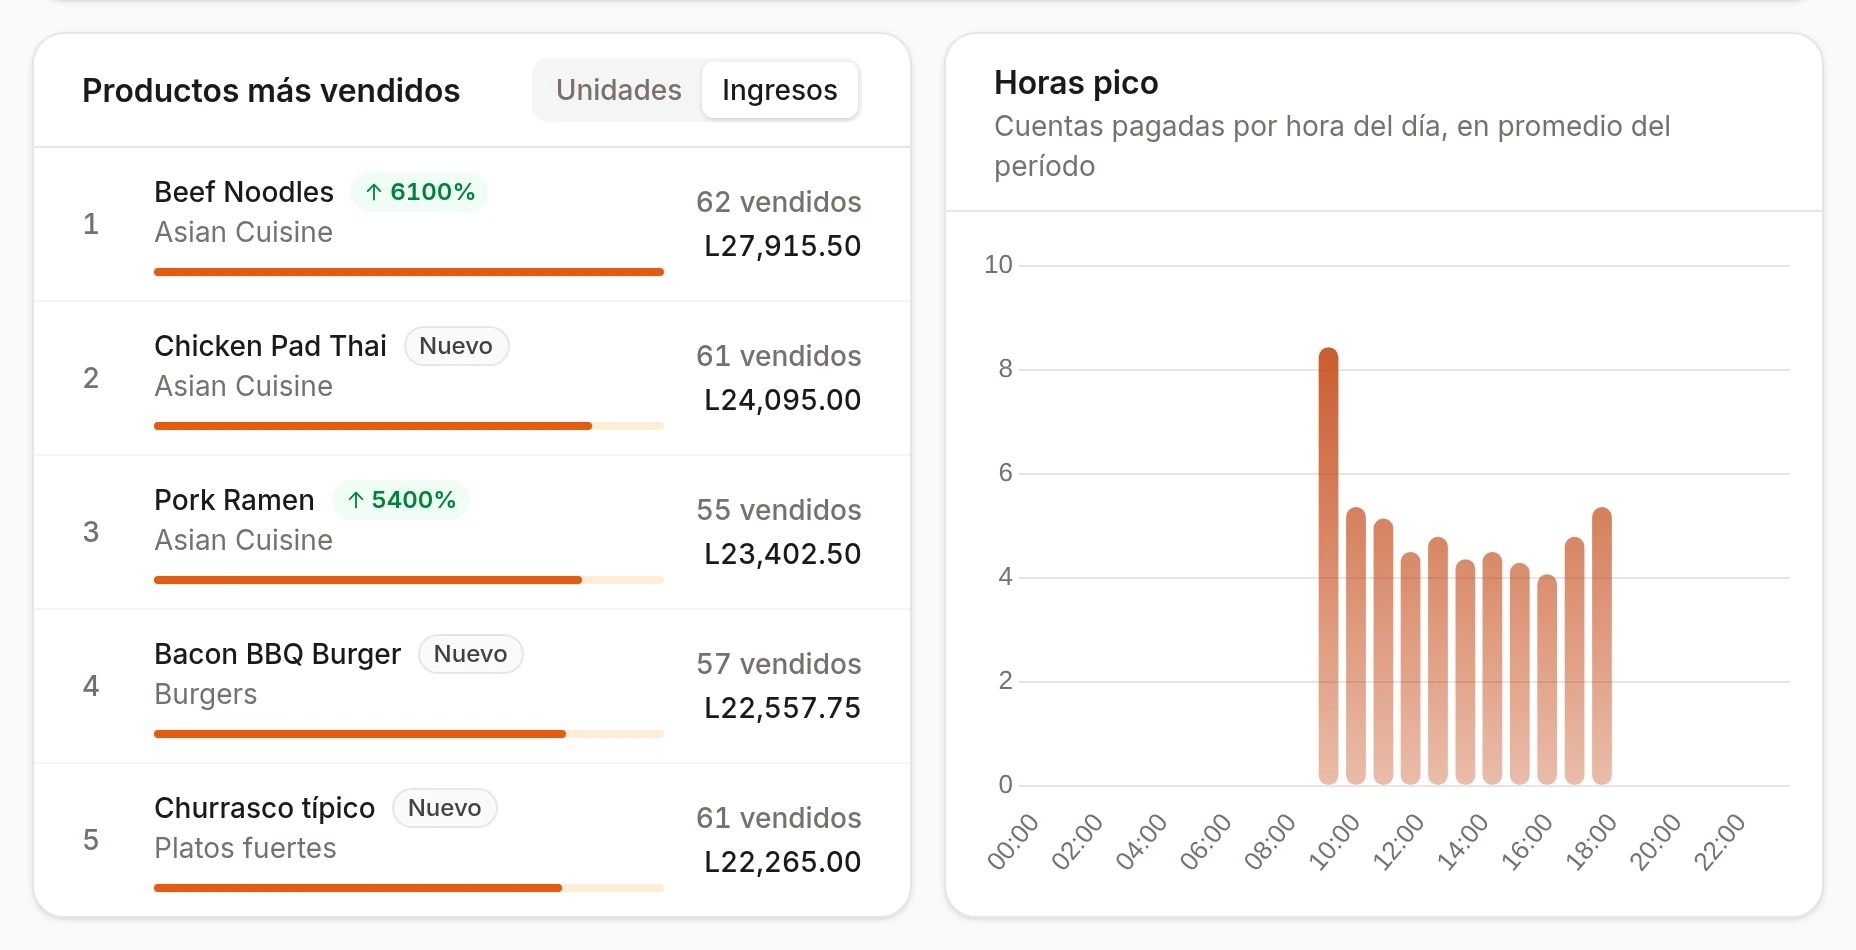 Productos más vendidos
Unidades
Ingresos
1
Beef Noodles
↑ 6100%
Asian Cuisine
62 vendidos
L27,915.50
2
Chicken Pad Thai
Nuevo
Asian Cuisine
61 vendidos
L24,095.00
3
Pork Ramen
↑ 5400%
Asian Cuisine
55 vendidos
L23,402.50
4
Bacon BBQ Burger
Nuevo
Burgers
57 vendidos
L22,557.75
5
Churrasco típico
Nuevo
Platos fuertes
61 vendidos
L22,265.00
Horas pico
Cuentas pagadas por hora del día, en promedio del
período
10
8
6
4
2
0
00:00
02:00
04:00
06:00
08:00
10:00
12:00
14:00
16:00
18:00
20:00
22:00